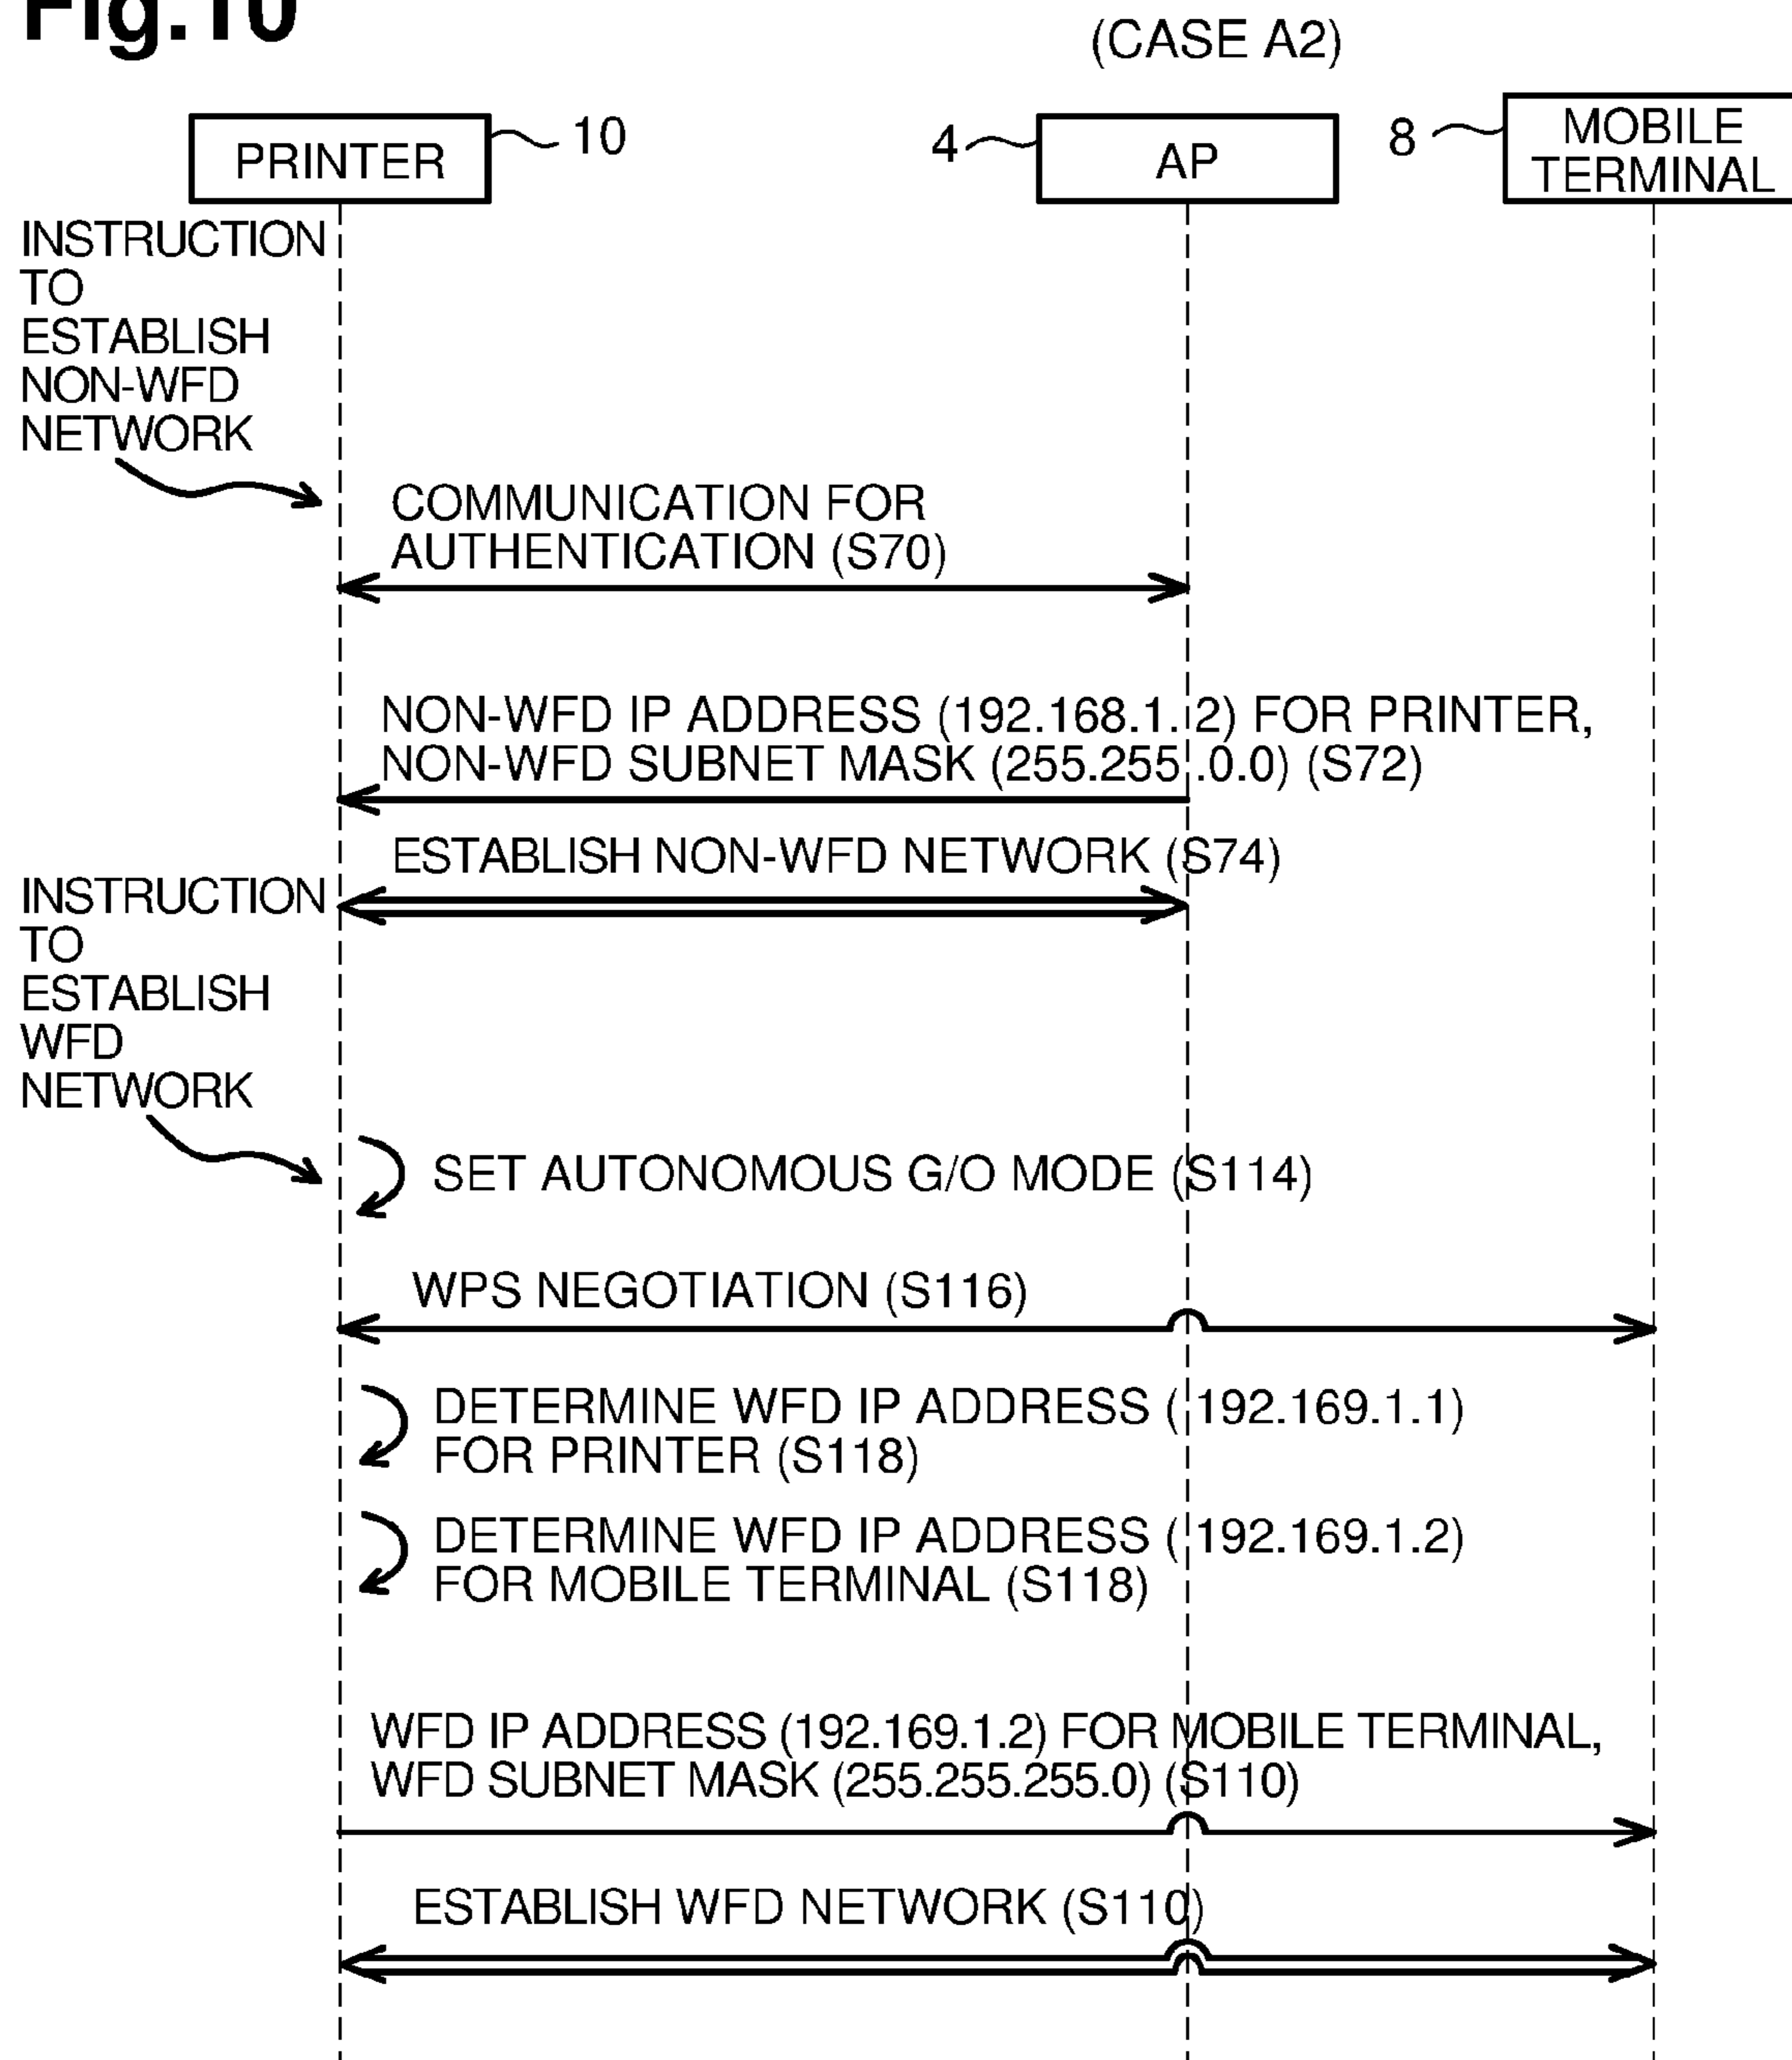 Fig.10
(CASE A2)
PRINTER
10
4
AP
8
MOBILE
TERMINAL
INSTRUCTION
TO
ESTABLISH
NON-WFD
NETWORK
COMMUNICATION FOR
AUTHENTICATION (S70)
NON-WFD IP ADDRESS (192.168.1.2) FOR PRINTER,
NON-WFD SUBNET MASK (255.255.0.0) (S72)
ESTABLISH NON-WFD NETWORK (S74)
INSTRUCTION
TO
ESTABLISH
WFD
NETWORK
SET AUTONOMOUS G/O MODE (S114)
WPS NEGOTIATION (S116)
DETERMINE WFD IP ADDRESS (192.169.1.1)
FOR PRINTER (S118)
DETERMINE WFD IP ADDRESS (192.169.1.2)
FOR MOBILE TERMINAL (S118)
WFD IP ADDRESS (192.169.1.2) FOR MOBILE TERMINAL,
WFD SUBNET MASK (255.255.255.0) (S110)
ESTABLISH WFD NETWORK (S110)